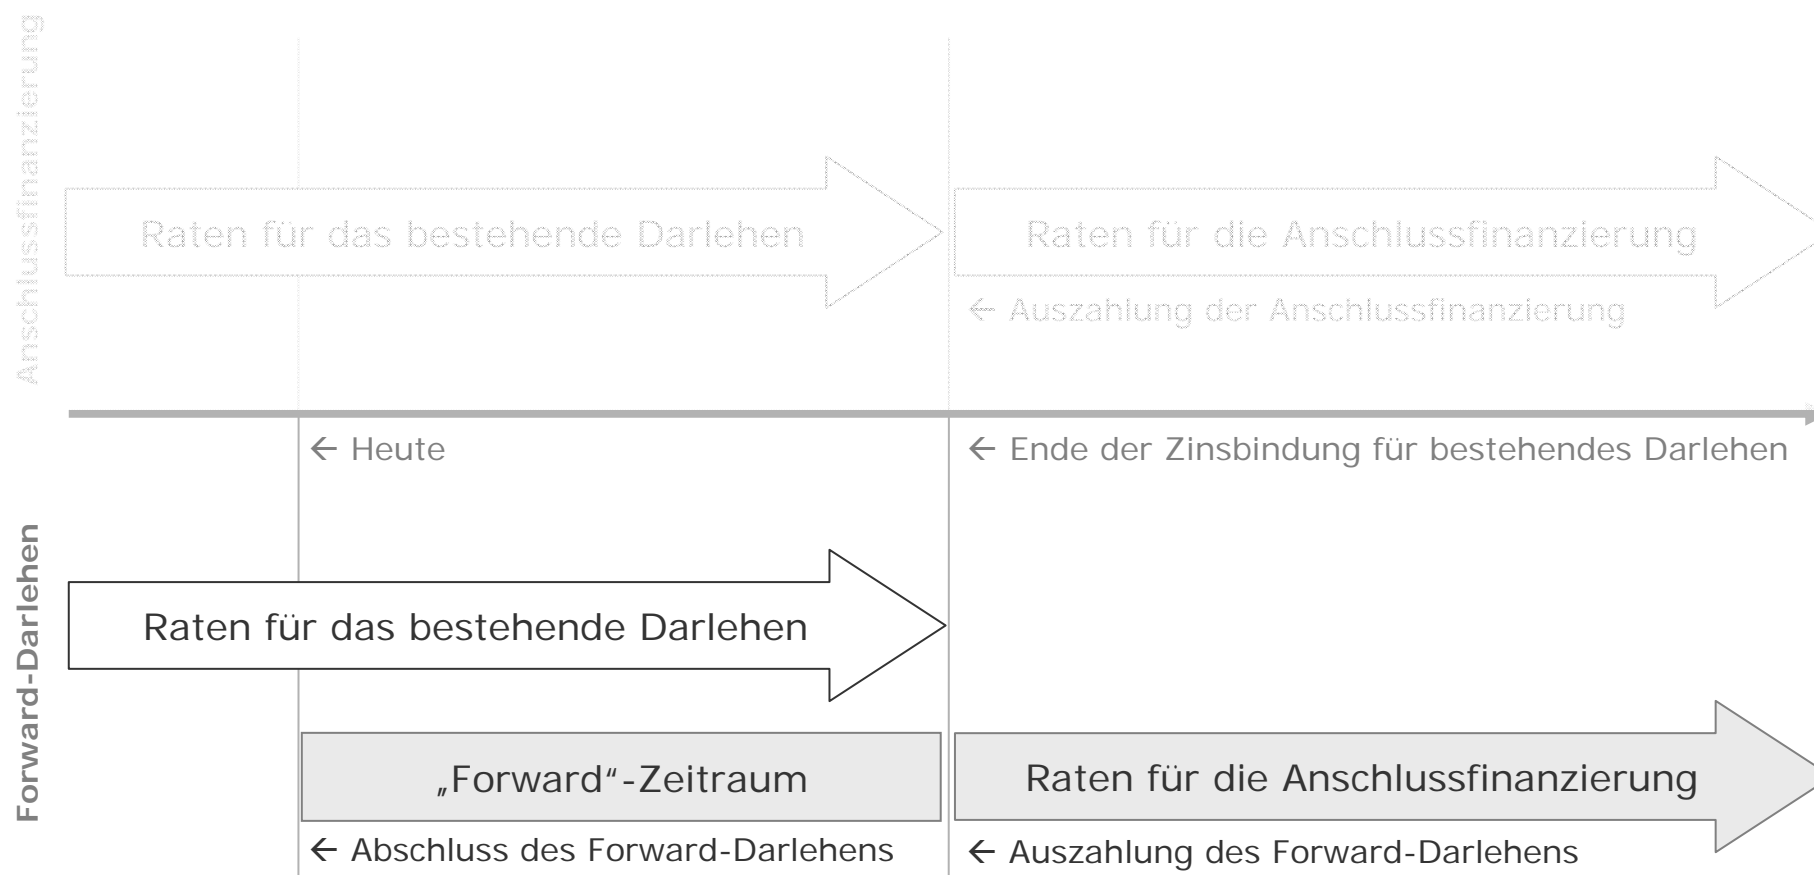 Anschlussfinanzierung
Raten für das bestehende Darlehen
Raten für die Anschlussfinanzierung
← Auszahlung der Anschlussfinanzierung
← Heute
← Ende der Zinsbindung für bestehendes Darlehen
Forward-Darlehen
Raten für das bestehende Darlehen
„Forward“-Zeitraum
Raten für die Anschlussfinanzierung
← Abschluss des Forward-Darlehens
← Auszahlung des Forward-Darlehens